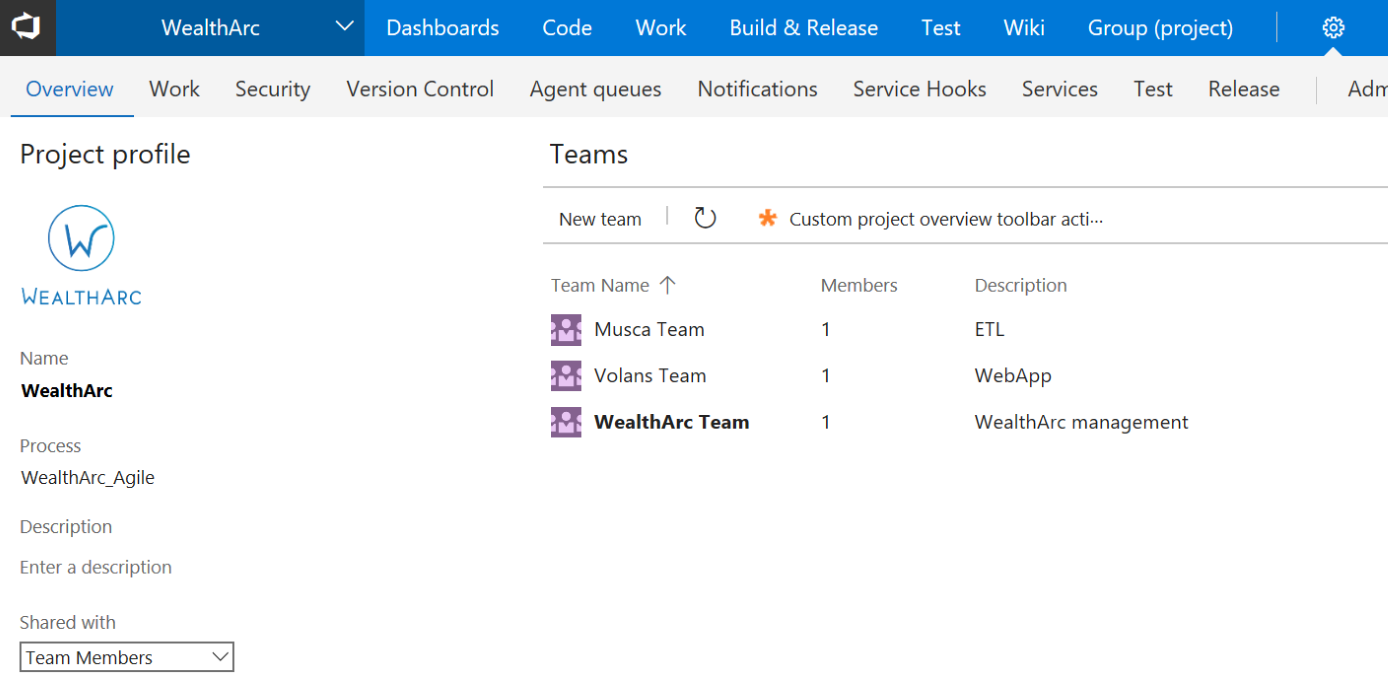 WealthArc Dashboards Code Work Build & Release Test Wiki Group (project)
Overview Work Security Version Control Agent queues Notifications Service Hooks Services Test Release Adm
Project profile
WEALTHARC
Name
WealthArc
Process
WealthArc_Agile
Description
Enter a description
Shared with
Team Members
Teams
New team Custom project overview toolbar acti···
Team Name Members Description
Musca Team 1 ETL
Volans Team 1 WebApp
WealthArc Team 1 WealthArc management